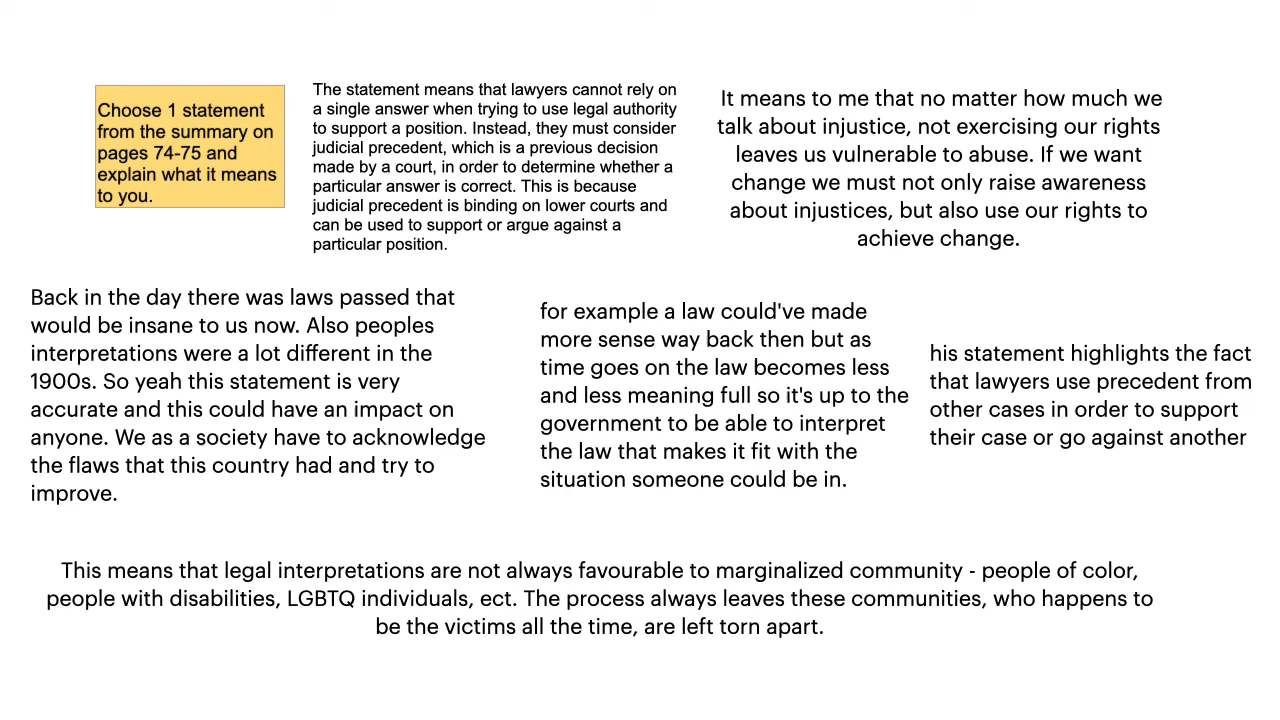 Choose 1 statement
from the summary on
pages 74-75 and
explain what it means
to you.
The statement means that lawyers cannot rely on
a single answer when trying to use legal authority
to support a position. Instead, they must consider
judicial precedent, which is a previous decision
made by a court, in order to determine whether a
particular answer is correct. This is because
judicial precedent is binding on lower courts and
can be used to support or argue against a
particular position.
It means to me that no matter how much we
talk about injustice, not exercising our rights
leaves us vulnerable to abuse. If we want
change we must not only raise awareness
about injustices, but also use our rights to
achieve change.
Back in the day there was laws passed that
would be insane to us now. Also peoples
interpretations were a lot different in the
1900s. So yeah this statement is very
accurate and this could have an impact on
anyone. We as a society have to acknowledge
the flaws that this country had and try to
improve.
for example a law could've made
more sense way back then but as
time goes on the law becomes less
and less meaning full so it's up to the
government to be able to interpret
the law that makes it fit with the
situation someone could be in.
his statement highlights the fact
that lawyers use precedent from
other cases in order to support
their case or go against another
This means that legal interpretations are not always favourable to marginalized community - people of color,
people with disabilities, LGBTQ individuals, ect. The process always leaves these communities, who happens to
be the victims all the time, are left torn apart.